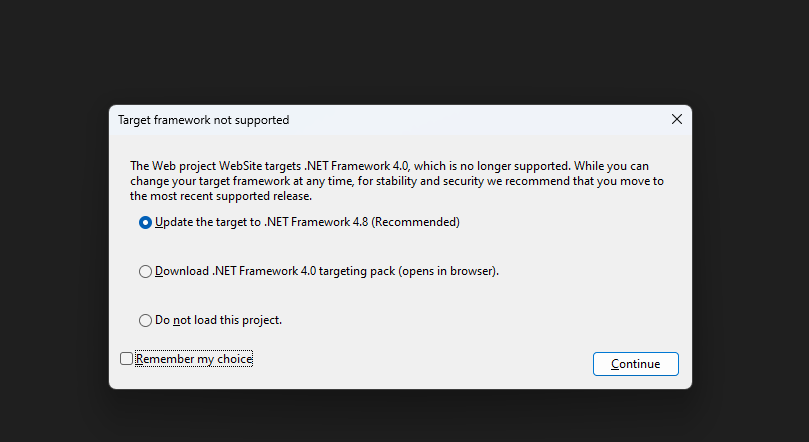 Target framework not supported
The Web project WebSite targets .NET Framework 4.0, which is no longer supported. While you can
change your target framework at any time, for stability and security we recommend that you move to
the most recent supported release.
Update the target to .NET Framework 4.8 (Recommended)
Download .NET Framework 4.0 targeting pack (opens in browser).
Do not load this project.
Remember my choice
Continue